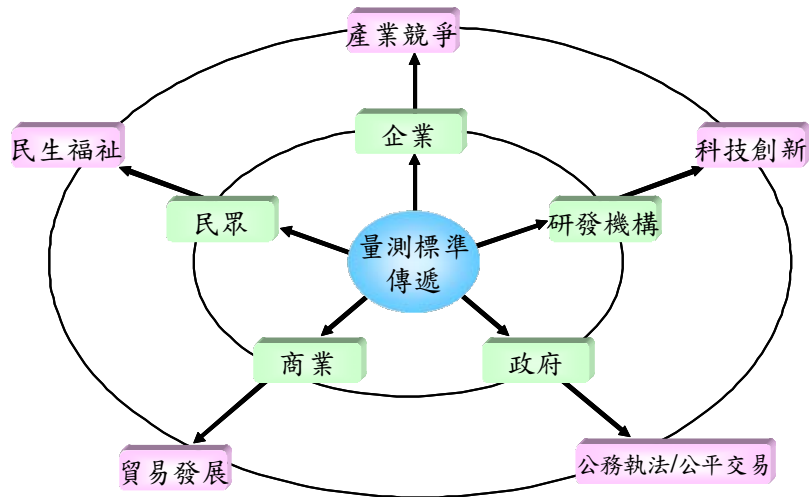 產業競爭
企業
民生福祉
科技創新
民眾
研發機構
量測標準
傳遞
商業
政府
貿易發展
公務執法/公平交易